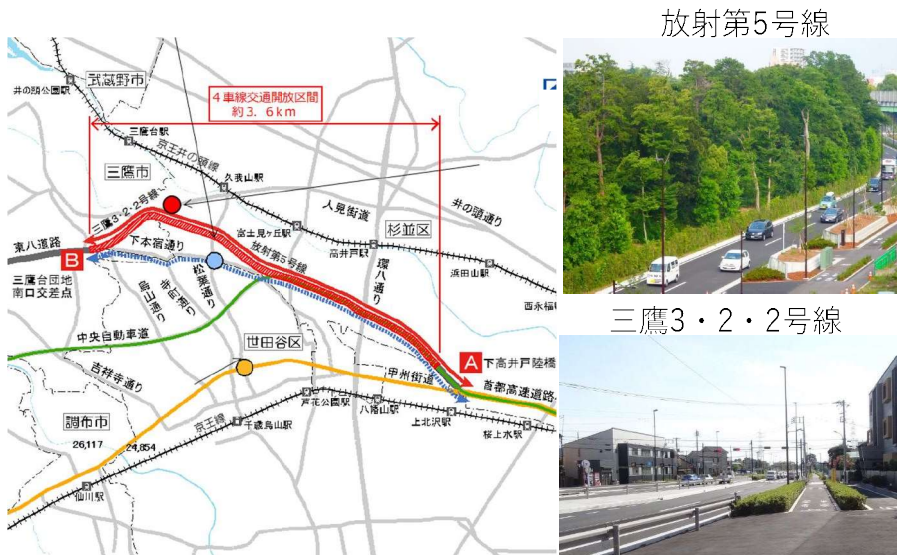 放射第5号線
武蔵野市
井の頭公園駅
4車線交通開放区間
約3.6km
三鷹台駅
京王井の頭線
三鷹市
久我山駅
三鷹3・2・2号線
人見街道
井の頭通り
富士見ヶ丘駅
杉並区
東八道路
下本宿通り
放射第5号線
高井戸駅
環八通り
浜田山駅
B
三鷹台団地
南口交差点
松葉通り
寺町通り
烏山通り
西永福
三鷹3・2・2号線
中央自動車道
世田谷区
A
下高井戸陸橋
吉祥寺通り
甲州街道
首都高速道路
芦花公園駅
八幡山駅
調布市
京王線
上北沢駅
26,117
24,854
千歳烏山駅
桜上水駅
仙川駅